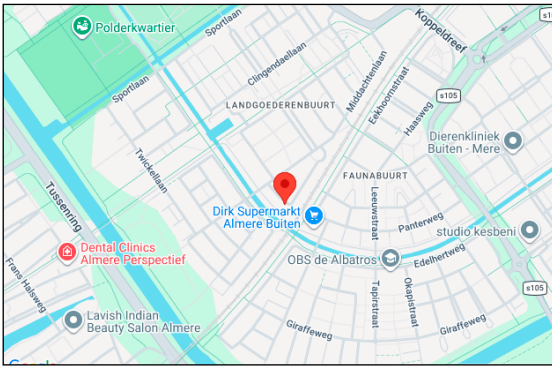 Polderkwartier
Sportlaan
Koppeldreef
s10
Clingendaellaan
Sportlaan
Middachtenlaan
Eekhoornstraat
s105
LANDGOEDERENBUURT
Haasweg
Dierenkliniek
Buiten - Mere
Twickellaan
FAUNABUURT
Tussenring
Leeuwstraat
Dirk Supermarkt
Almere Buiten
Panterweg
studio kesbeni
Dental Clinics
Almere Perspectief
OBS de Albatros
Edelhertweg
Frans Halsweg
Tapirstraat
Okapistraat
s105
Lavish Indian
Beauty Salon Almere
Giraffeweg
Giraffeweg